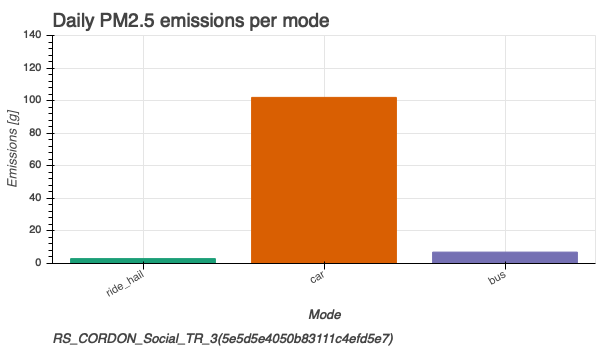 Daily PM2.5 emissions per mode
140
120
100
80
60
40
20
0
Emissions [g]
ride_hail
car
bus
Mode
RS_CORDON_Social_TR_3(5e5d5e4050b83111c4efd5e7)